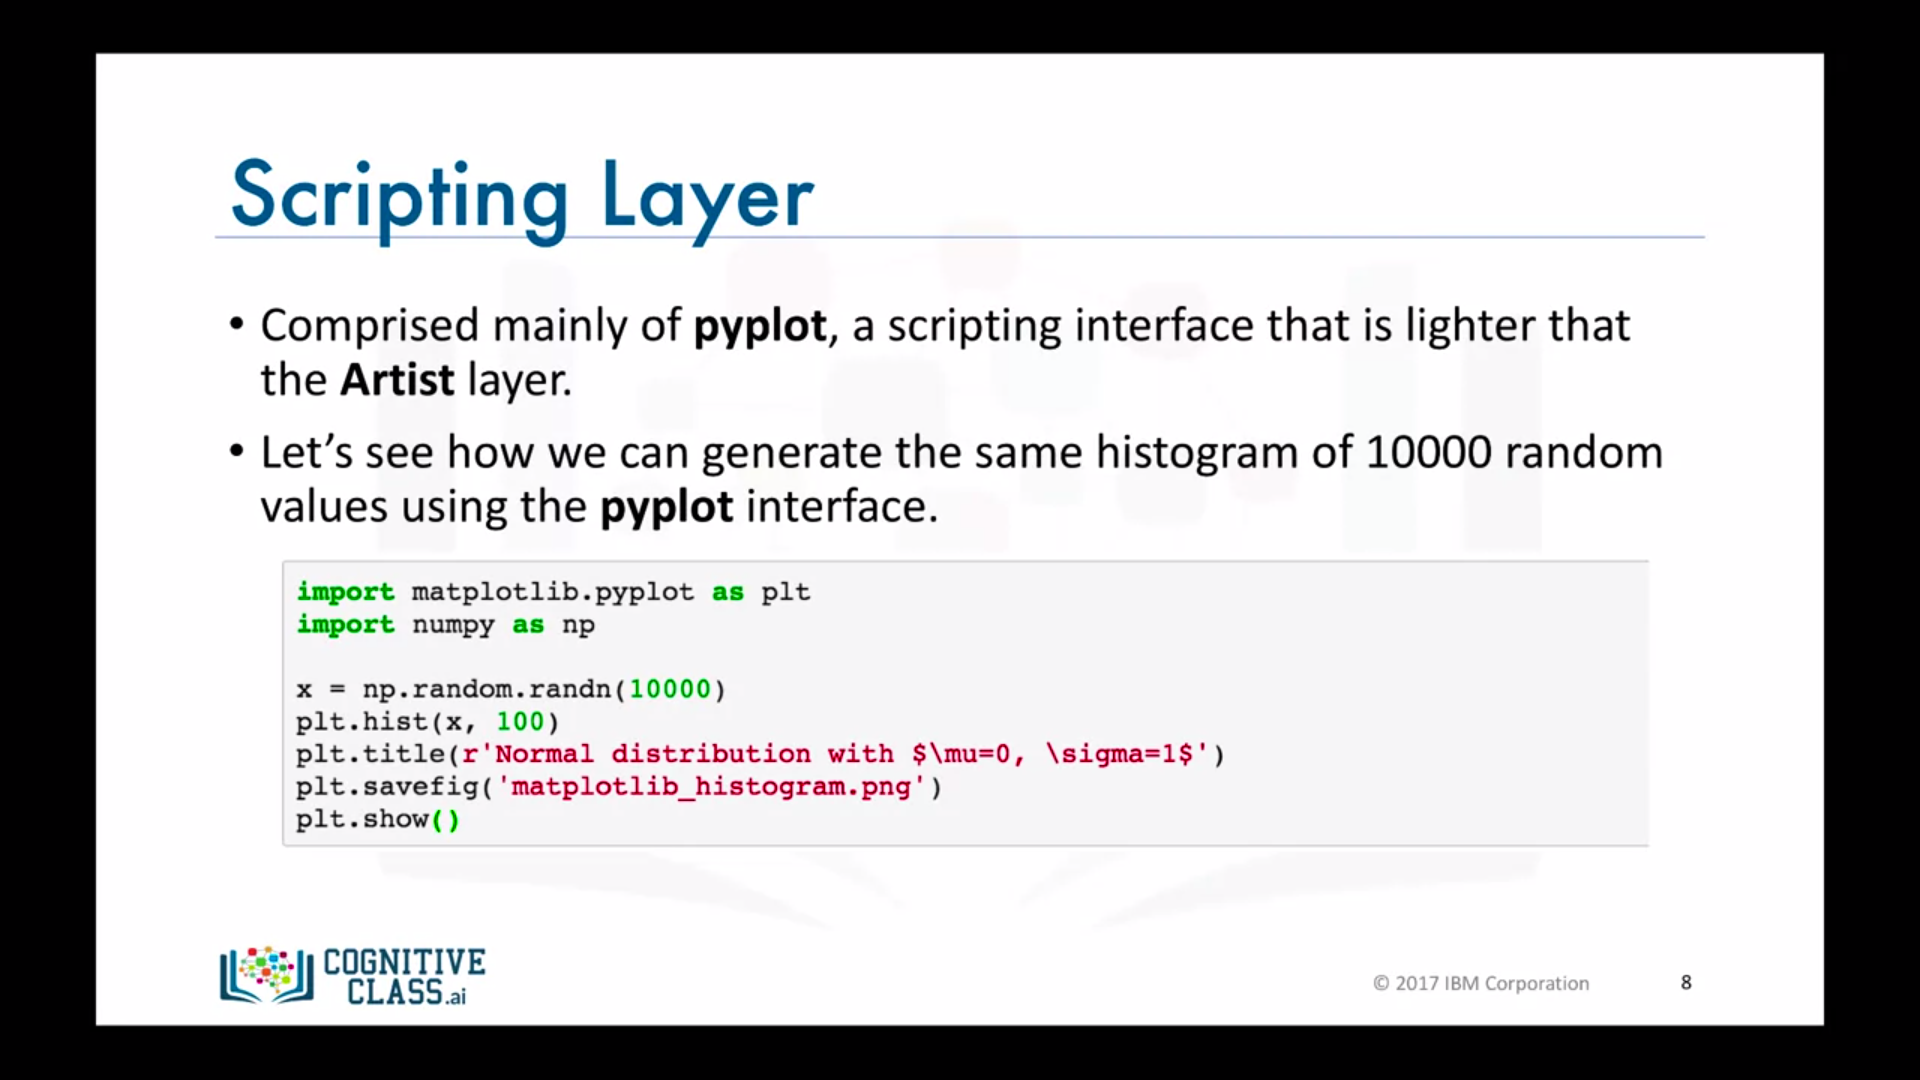 Scripting Layer
• Comprised mainly of pyplot, a scripting interface that is lighter that
the Artist layer.
• Let’s see how we can generate the same histogram of 10000 random
values using the pyplot interface.
import matplotlib.pyplot as plt
import numpy as np
x = np.random.randn(10000)
plt.hist(x, 100)
plt.title(r'Normal distribution with $\mu=0, \sigma=1$')
plt.savefig('matplotlib_histogram.png')
plt.show()
COGNITIVE
CLASS.ai
© 2017 IBM Corporation
8